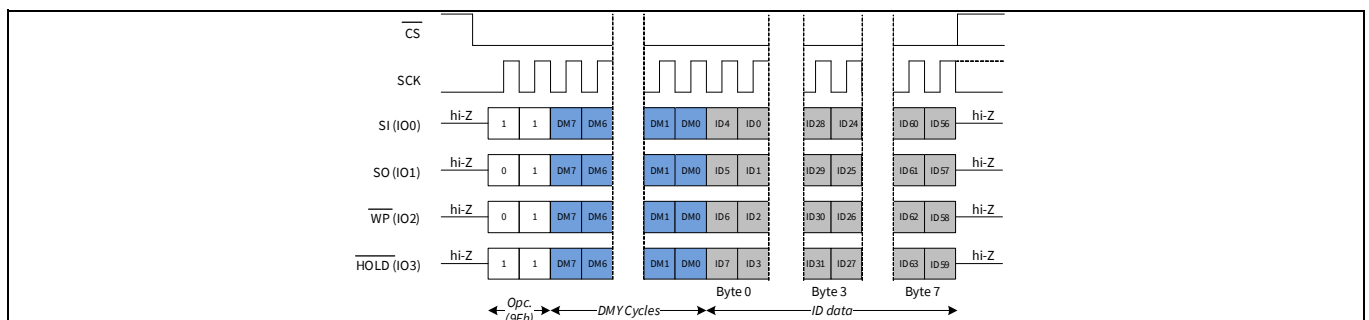 CS
SCK
hi-Z hi-Z
SI (IO0) 1 1 DM7 DM6 DM1 DM0 ID4 ID0 ID28 ID24 ID60 ID56
hi-Z hi-Z
SO (IO1) 0 1 DM7 DM6 DM1 DM0 ID5 ID1 ID29 ID25 ID61 ID57
hi-Z hi-Z
WP (IO2) 0 1 DM7 DM6 DM1 DM0 ID6 ID2 ID30 ID26 ID62 ID58
hi-Z hi-Z
HOLD (IO3) 1 1 DM7 DM6 DM1 DM0 ID7 ID3 ID31 ID27 ID63 ID59
Byte 0 Byte 3 Byte 7
Opc. DMY Cycles ID data
(9Fh)